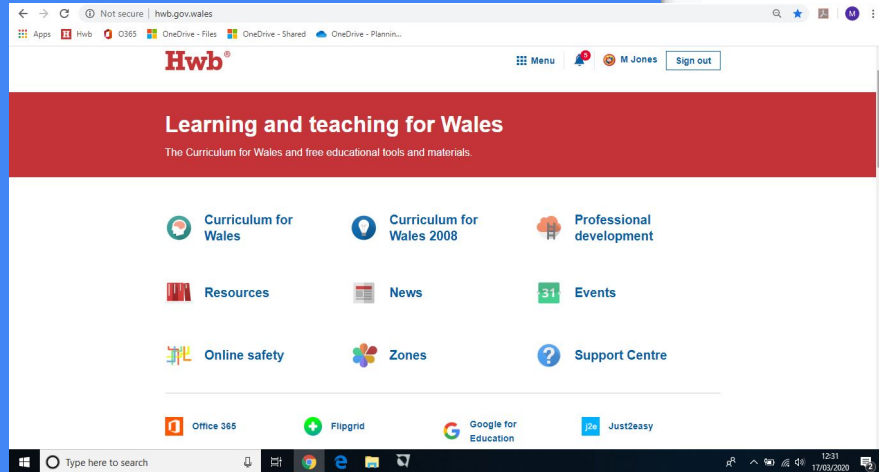 Not secure | hwb.gov.wales
M
Apps Hwb O365 OneDrive - Files OneDrive - Shared OneDrive - Plannin...
Hwb®
Menu 5 M Jones Sign out
Learning and teaching for Wales
The Curriculum for Wales and free educational tools and materials.
Curriculum for Wales
Curriculum for Wales 2008
Professional development
Resources
News
31 Events
Online safety
Zones
? Support Centre
Office 365
Flipgrid
G Google for Education
j2e Just2easy
Type here to search
12:31
17/03/2020
2